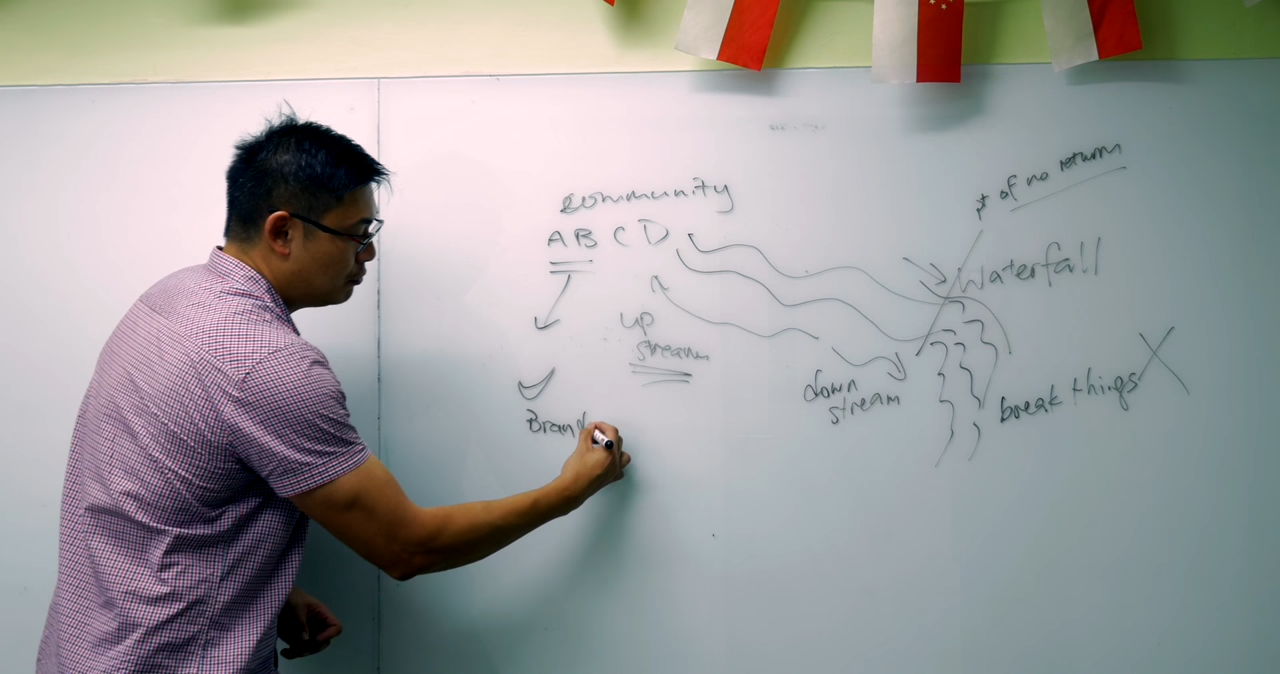 community
A B C D
up
stream
Brand
pt of no return
Waterfall
down
stream
break things X